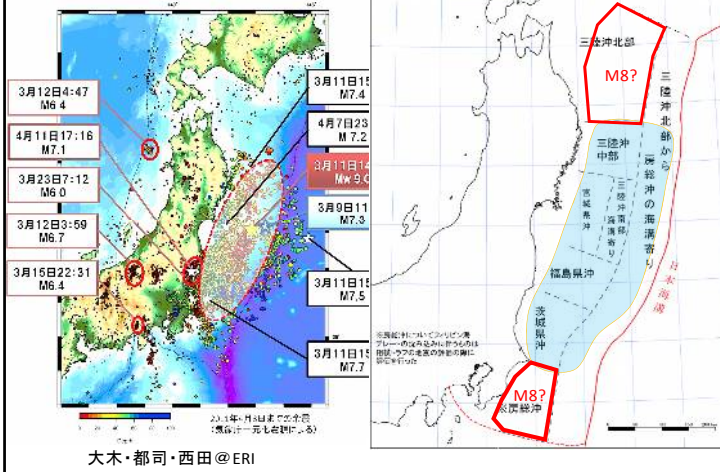 3月12日4:47
M6.4
4月11日17:16
M7.1
3月23日7:12
M6.0
3月12日3:59
M6.7
3月15日22:31
M6.4
3月11日15
M7.4
4月7日23
M 7.2
3月11日14
Mw 9.0
3月9日11
M7.3
3月11日15
M7.5
3月11日15
M7.7
大木・都司・西田@ERI
三陸沖北部
M8?
三陸沖北部から
房総沖の海溝寄り
三陸沖
中部
宮城県沖
三陸沖南部
海溝寄り
福島県沖
茨城県沖
日本海溝
M8?
房総沖